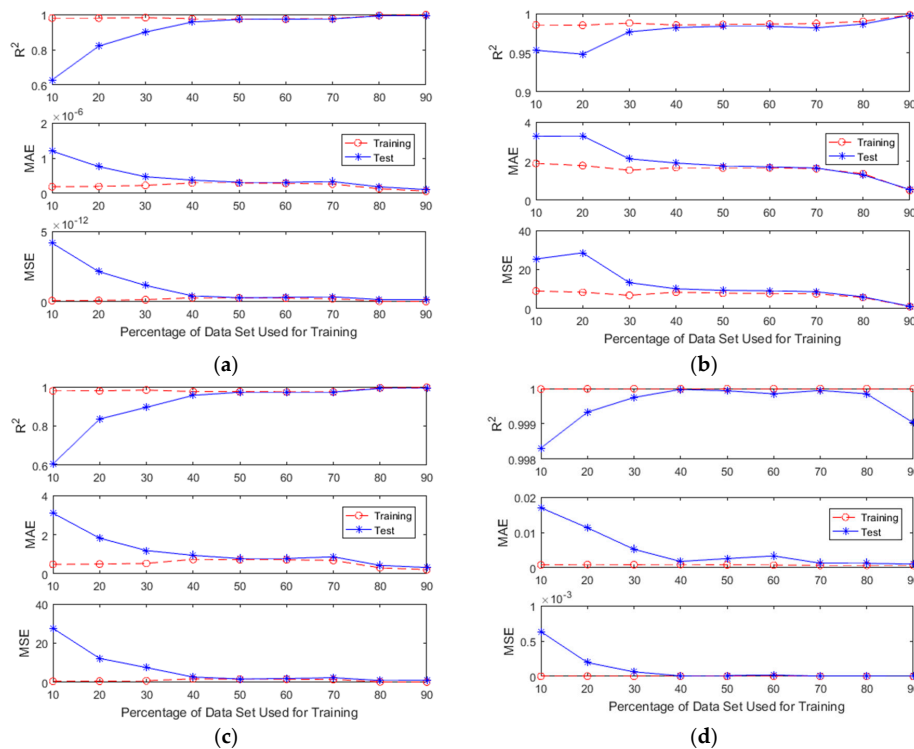 1
0.8
0.6
R²
10 20 30 40 50 60 70 80 90
× 10⁻⁶
2
1
0
MAE
Training
Test
10 20 30 40 50 60 70 80 90
× 10⁻¹²
5
0
MSE
10 20 30 40 50 60 70 80 90
Percentage of Data Set Used for Training
(a)
1
0.95
0.9
R²
10 20 30 40 50 60 70 80 90
4
2
0
MAE
Training
Test
10 20 30 40 50 60 70 80 90
40
20
0
MSE
10 20 30 40 50 60 70 80 90
Percentage of Data Set Used for Training
(b)
1
0.8
0.6
R²
10 20 30 40 50 60 70 80 90
4
2
0
MAE
Training
Test
10 20 30 40 50 60 70 80 90
40
20
0
MSE
10 20 30 40 50 60 70 80 90
Percentage of Data Set Used for Training
(c)
1
0.999
0.998
R²
10 20 30 40 50 60 70 80 90
0.02
0.01
0
MAE
Training
Test
10 20 30 40 50 60 70 80 90
× 10⁻³
1
0.5
0
MSE
10 20 30 40 50 60 70 80 90
Percentage of Data Set Used for Training
(d)